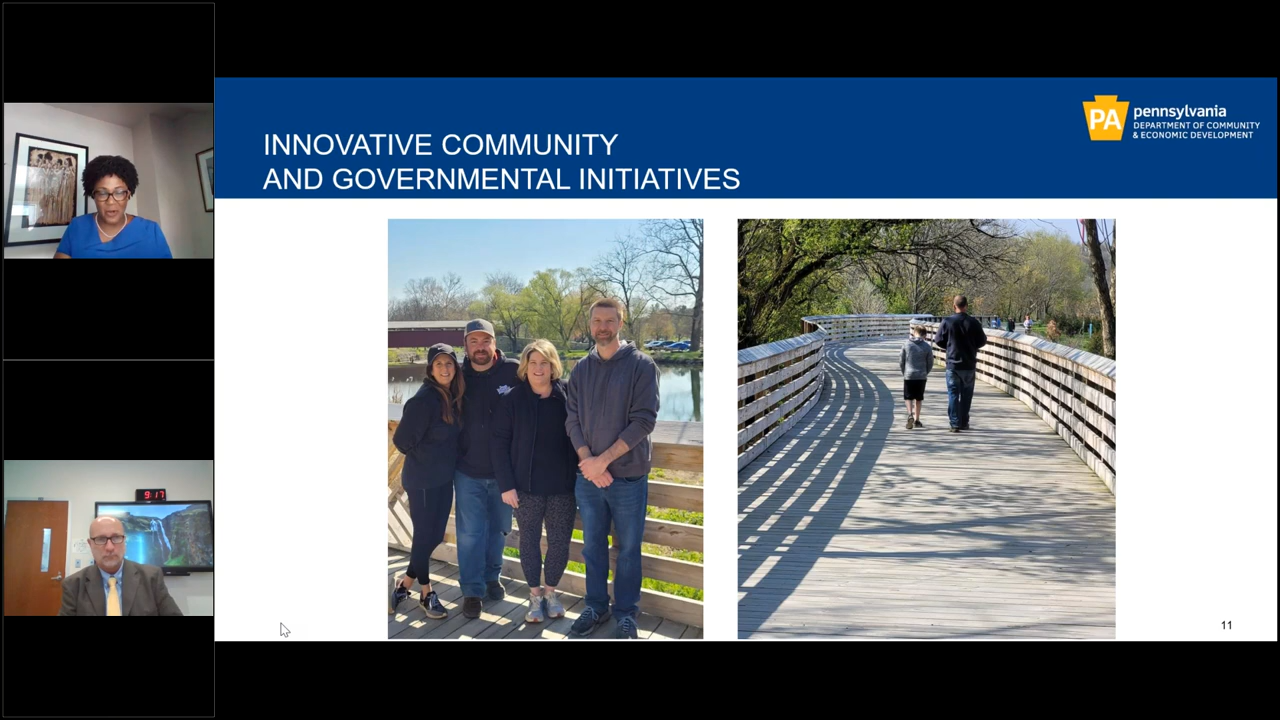 INNOVATIVE COMMUNITY
AND GOVERNMENTAL INITIATIVES
PA
pennsylvania
DEPARTMENT OF COMMUNITY
& ECONOMIC DEVELOPMENT
9:17
11